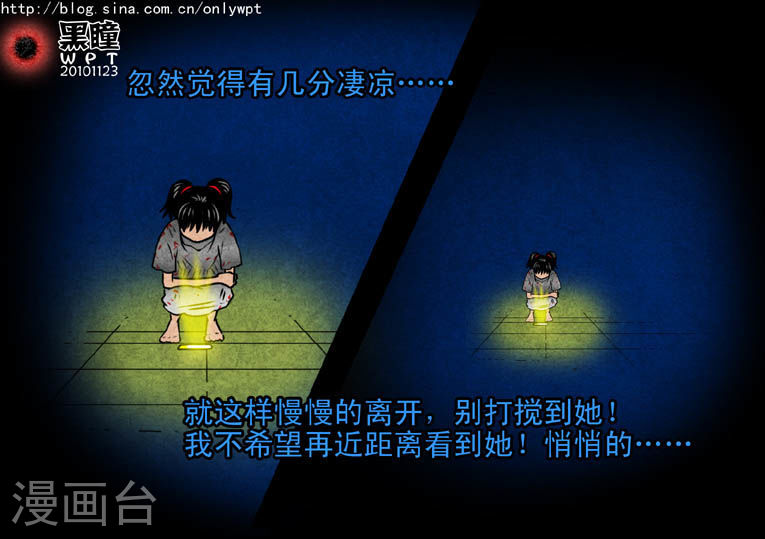 http://blog.sina.com.cn/onlywpt
黑瞳
WPT
20101123
忽然觉得有几分凄凉……
就这样慢慢的离开，别打搅到她！
我不希望再近距离看到她！悄悄的……
漫画台